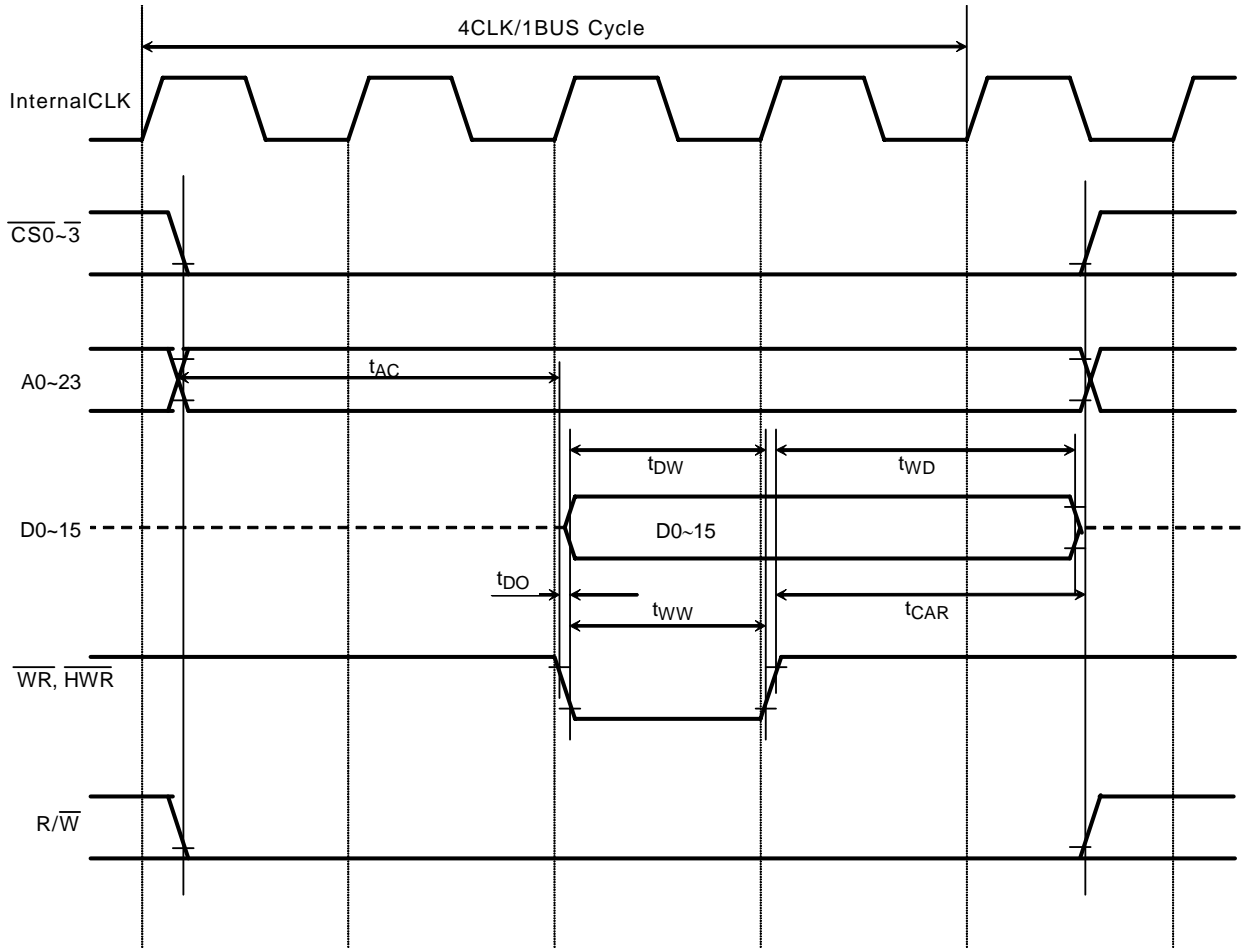 4CLK/1BUS Cycle
InternalCLK
CS0~3
A0~23
tAC
tDW
tWD
D0~15
D0~15
tDO
tWW
tCAR
WR, HWR
R/W